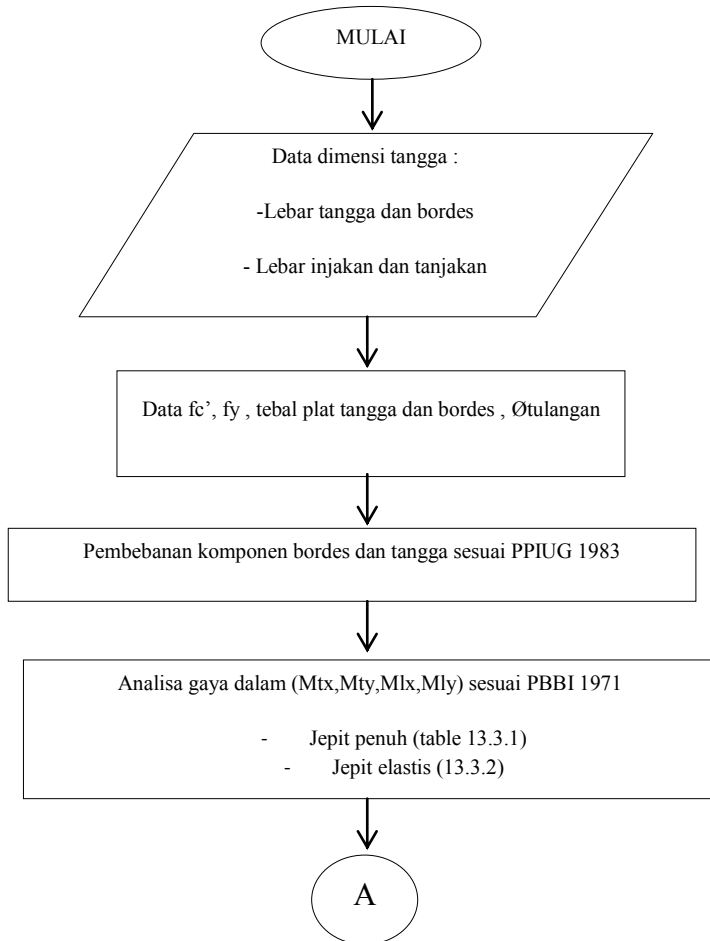 MULAI
Data dimensi tangga :
-Lebar tangga dan bordes
- Lebar injakan dan tanjakan
Data fc’, fy , tebal plat tangga dan bordes , Øtulangan
Pembebanan komponen bordes dan tangga sesuai PPIUG 1983
Analisa gaya dalam (Mtx,Mty,Mlx,Mly) sesuai PBBI 1971
- Jepit penuh (table 13.3.1)
- Jepit elastis (13.3.2)
A